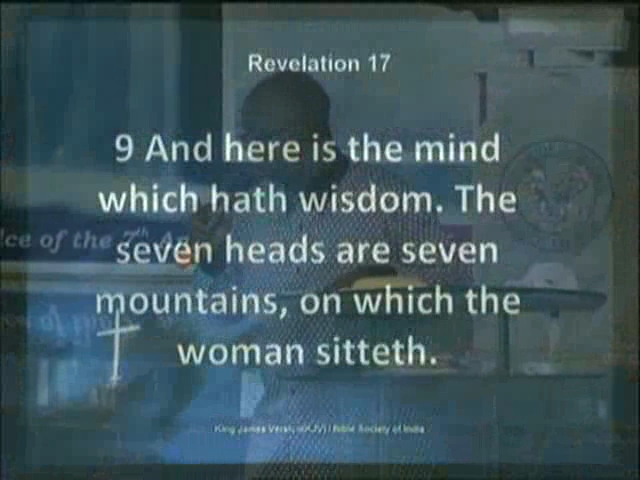 Revelation 17
9 And here is the mind
which hath wisdom. The
ice of the 7th
seven heads are seven
mountains, on which the
woman sitteth.
King James Version (KJV) / Bible Society of India